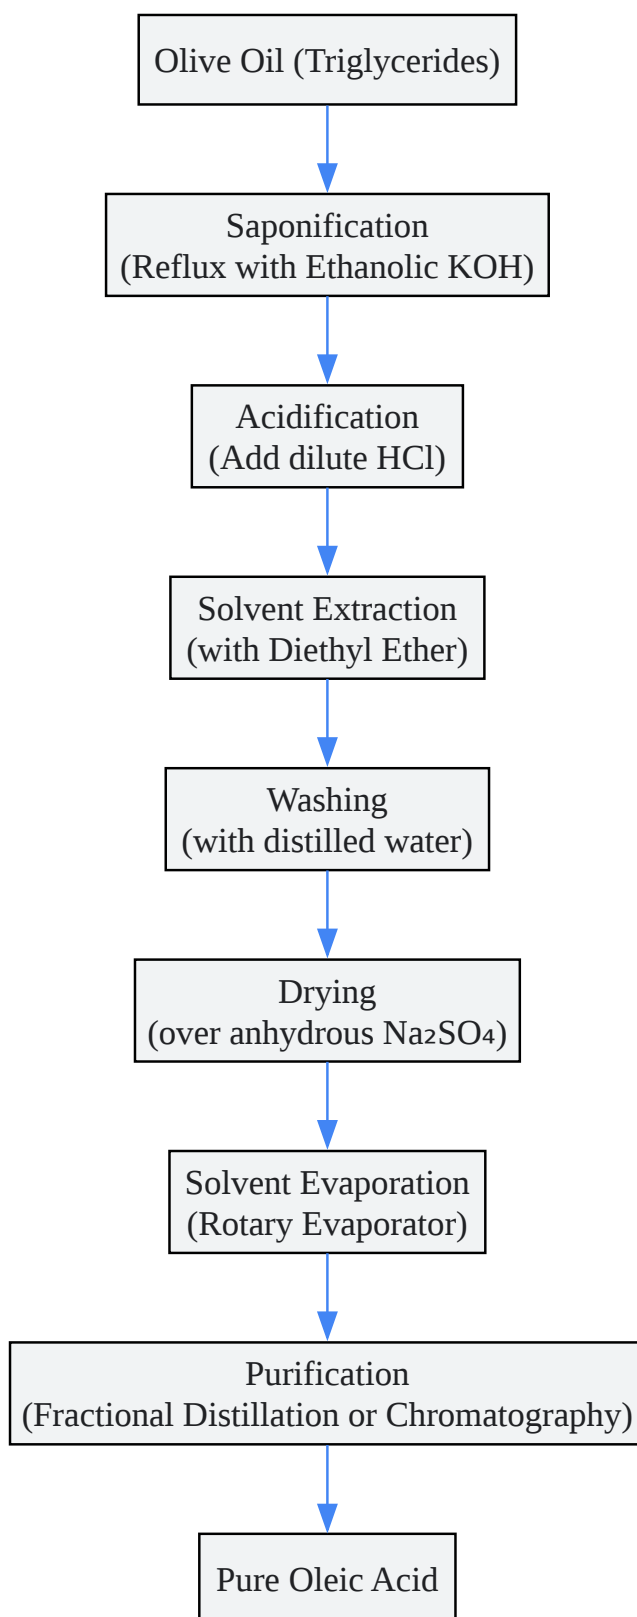 Olive Oil (Triglycerides)
Saponification
(Reflux with Ethanolic KOH)
Acidification
(Add dilute HCl)
Solvent Extraction
(with Diethyl Ether)
Washing
(with distilled water)
Drying
(over anhydrous Na₂SO₄)
Solvent Evaporation
(Rotary Evaporator)
Purification
(Fractional Distillation or Chromatography)
Pure Oleic Acid